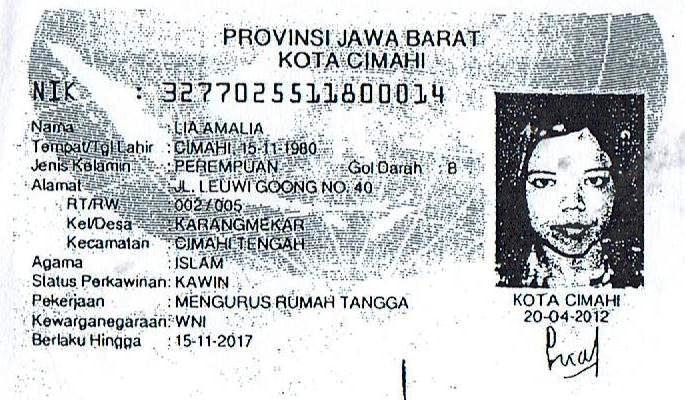 PROVINSI JAWA BARAT
KOTA CIMAHI
NIK : 3277025511800014
Nama : LIA AMALIA
Tempat/Tgl Lahir : CIMAHI, 15-11-1980
Jenis Kelamin : PEREMPUAN Gol Darah : B
Alamat : JL. LEUWI GOONG NO. 40
RT/RW : 002/005
Kel/Desa : KARANGMEKAR
Kecamatan : CIMAHI TENGAH
Agama : ISLAM
Status Perkawinan: KAWIN
Pekerjaan : MENGURUS RUMAH TANGGA
Kewarganegaraan: WNI
Berlaku Hingga : 15-11-2017
KOTA CIMAHI
20-04-2012